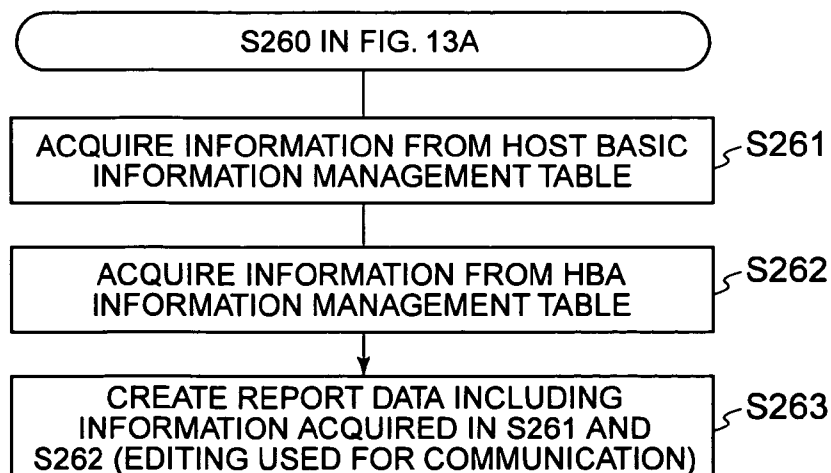 S260 IN FIG. 13A
ACQUIRE INFORMATION FROM HOST BASIC
INFORMATION MANAGEMENT TABLE
S261
ACQUIRE INFORMATION FROM HBA
INFORMATION MANAGEMENT TABLE
S262
CREATE REPORT DATA INCLUDING
INFORMATION ACQUIRED IN S261 AND
S262 (EDITING USED FOR COMMUNICATION)
S263